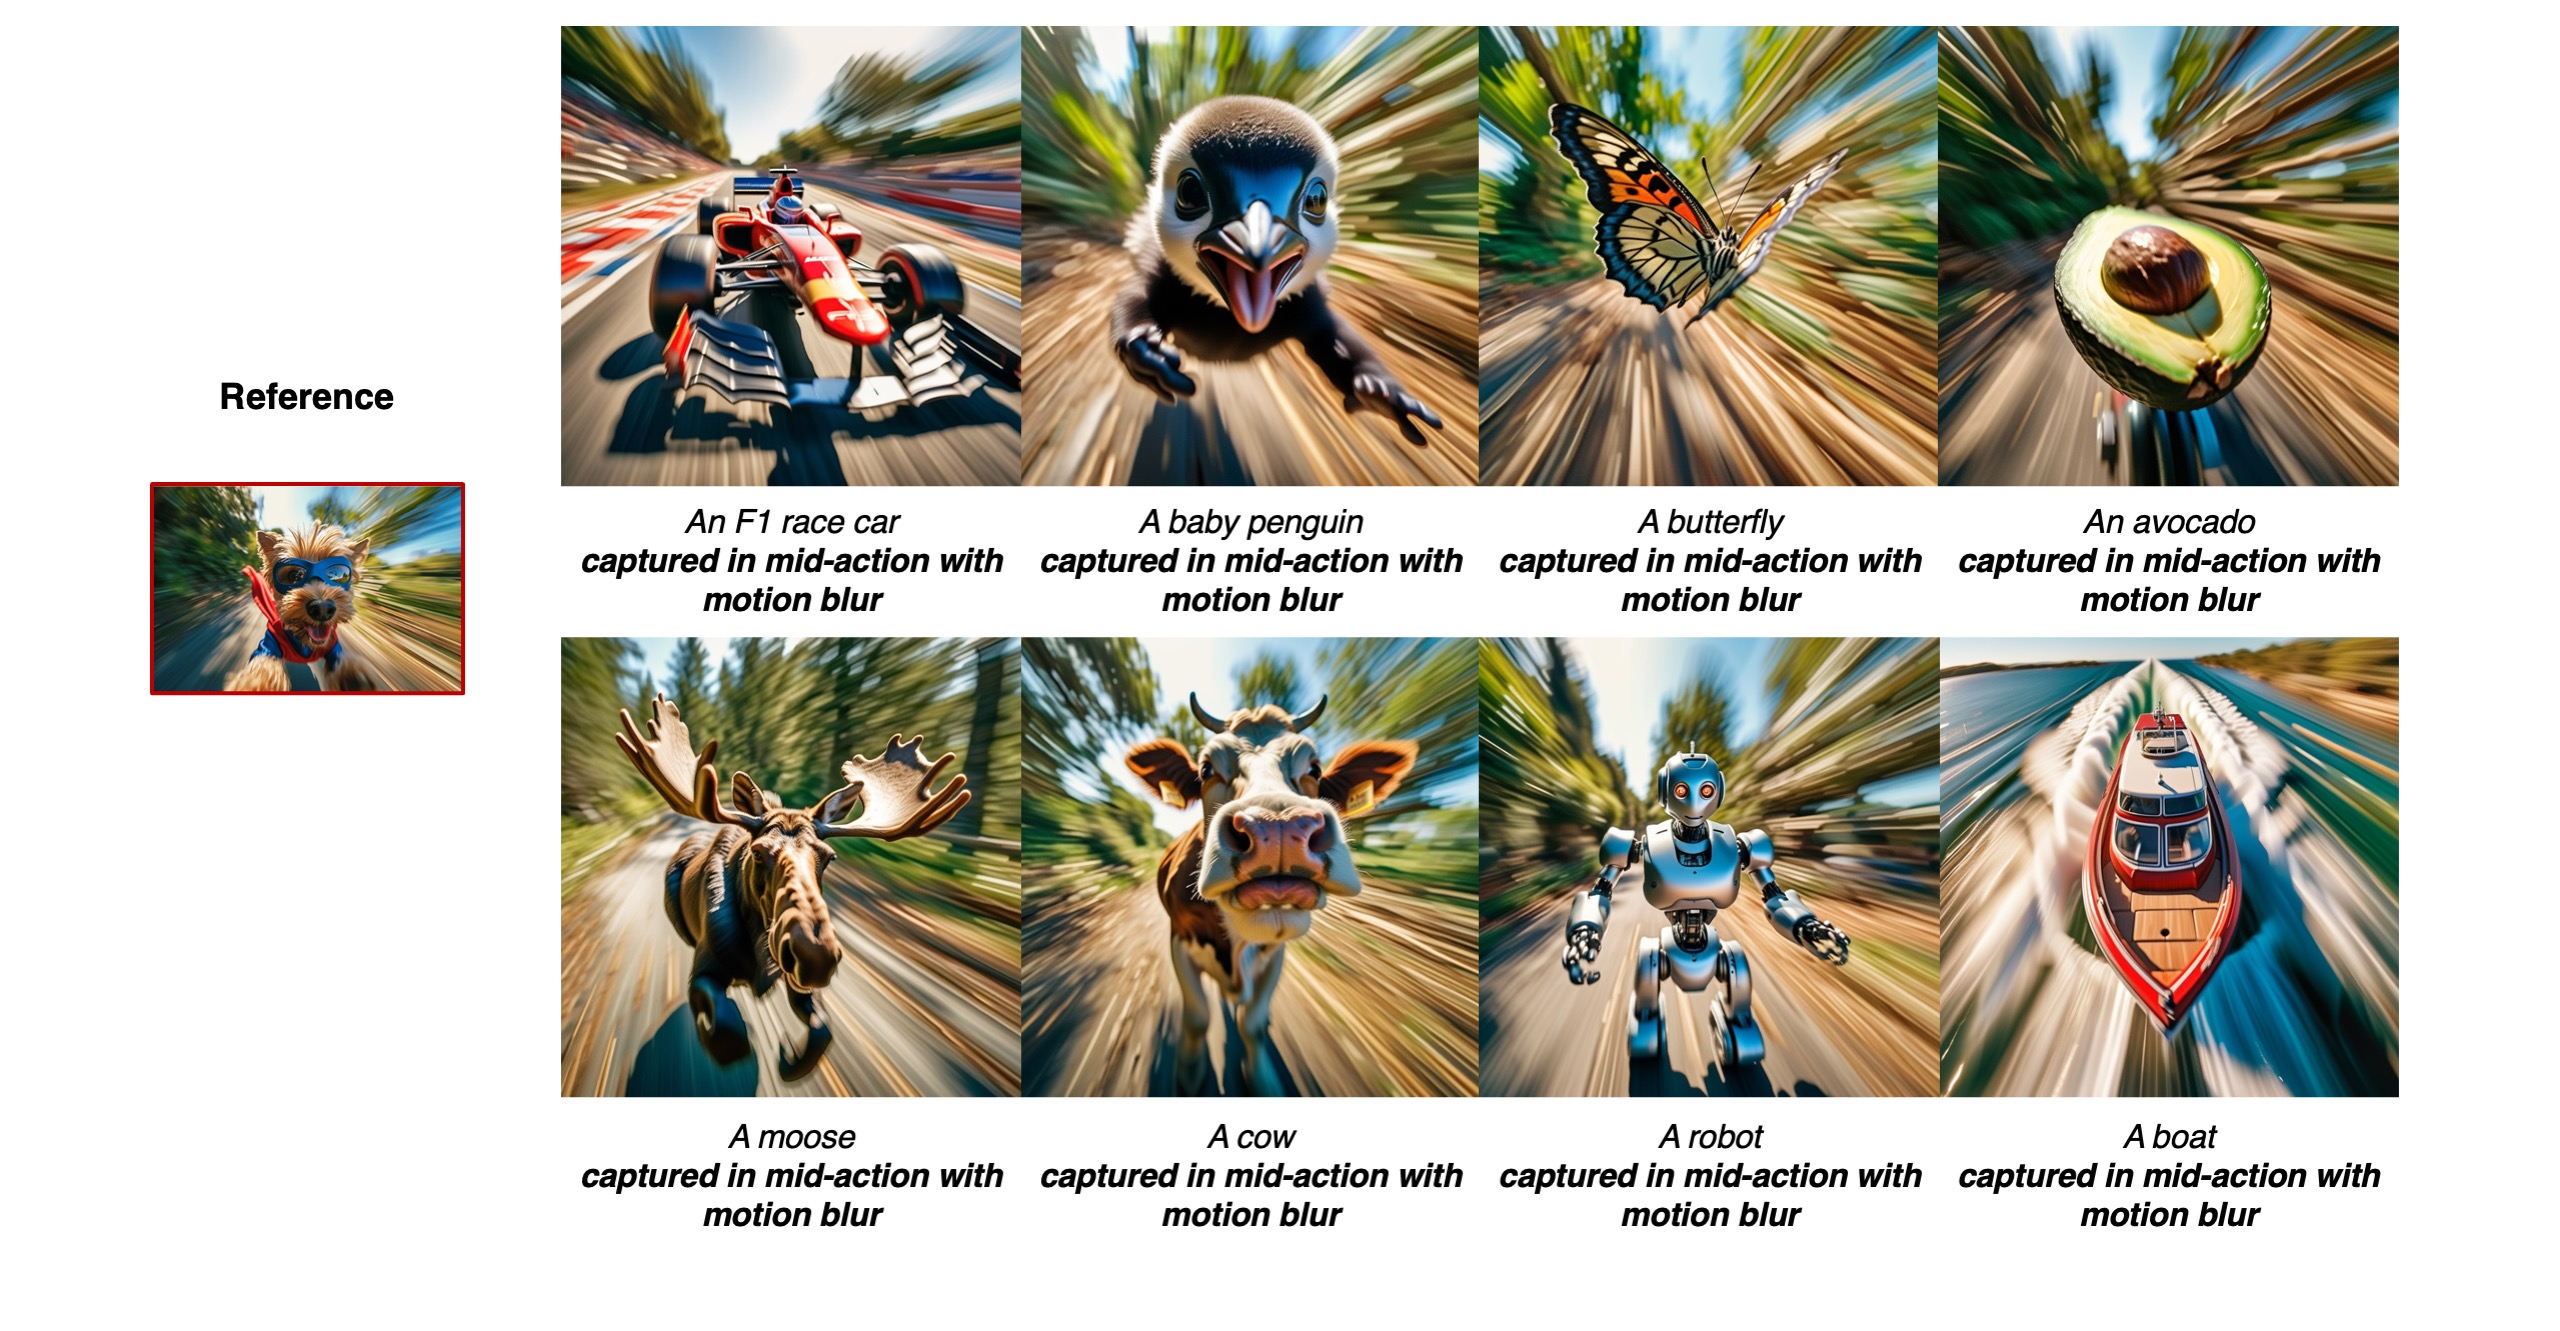 Reference
An F1 race car
captured in mid-action with
motion blur
A baby penguin
captured in mid-action with
motion blur
A butterfly
captured in mid-action with
motion blur
An avocado
captured in mid-action with
motion blur
A moose
captured in mid-action with
motion blur
A cow
captured in mid-action with
motion blur
A robot
captured in mid-action with
motion blur
A boat
captured in mid-action with
motion blur